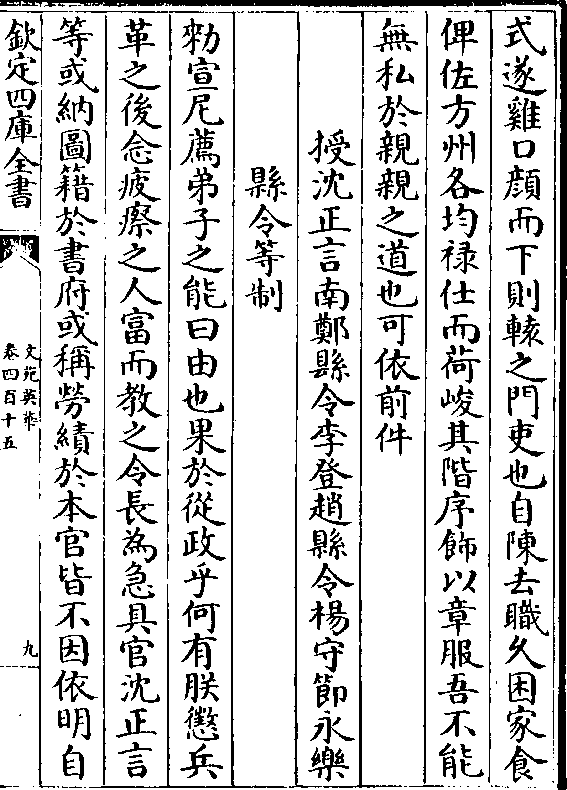 式遂雞口顔而下則轅之門吏也自陳去職久困家食
俾佐方州各均禄仕而荷峻其階序飾以章服吾不能
無私於親親之道也可依前件
授沈正言南鄭縣令李登趙縣令楊守節永樂
縣令等制
勑宣尼薦弟子之能曰由也果於從政乎何有朕懲兵
革之後念疲瘵之人富而教之令長為急具官沈正言
等或納圖籍於書府或稱勞績於本官皆不因依明自
欽定四庫全書
文苑英華
卷四百十五
九